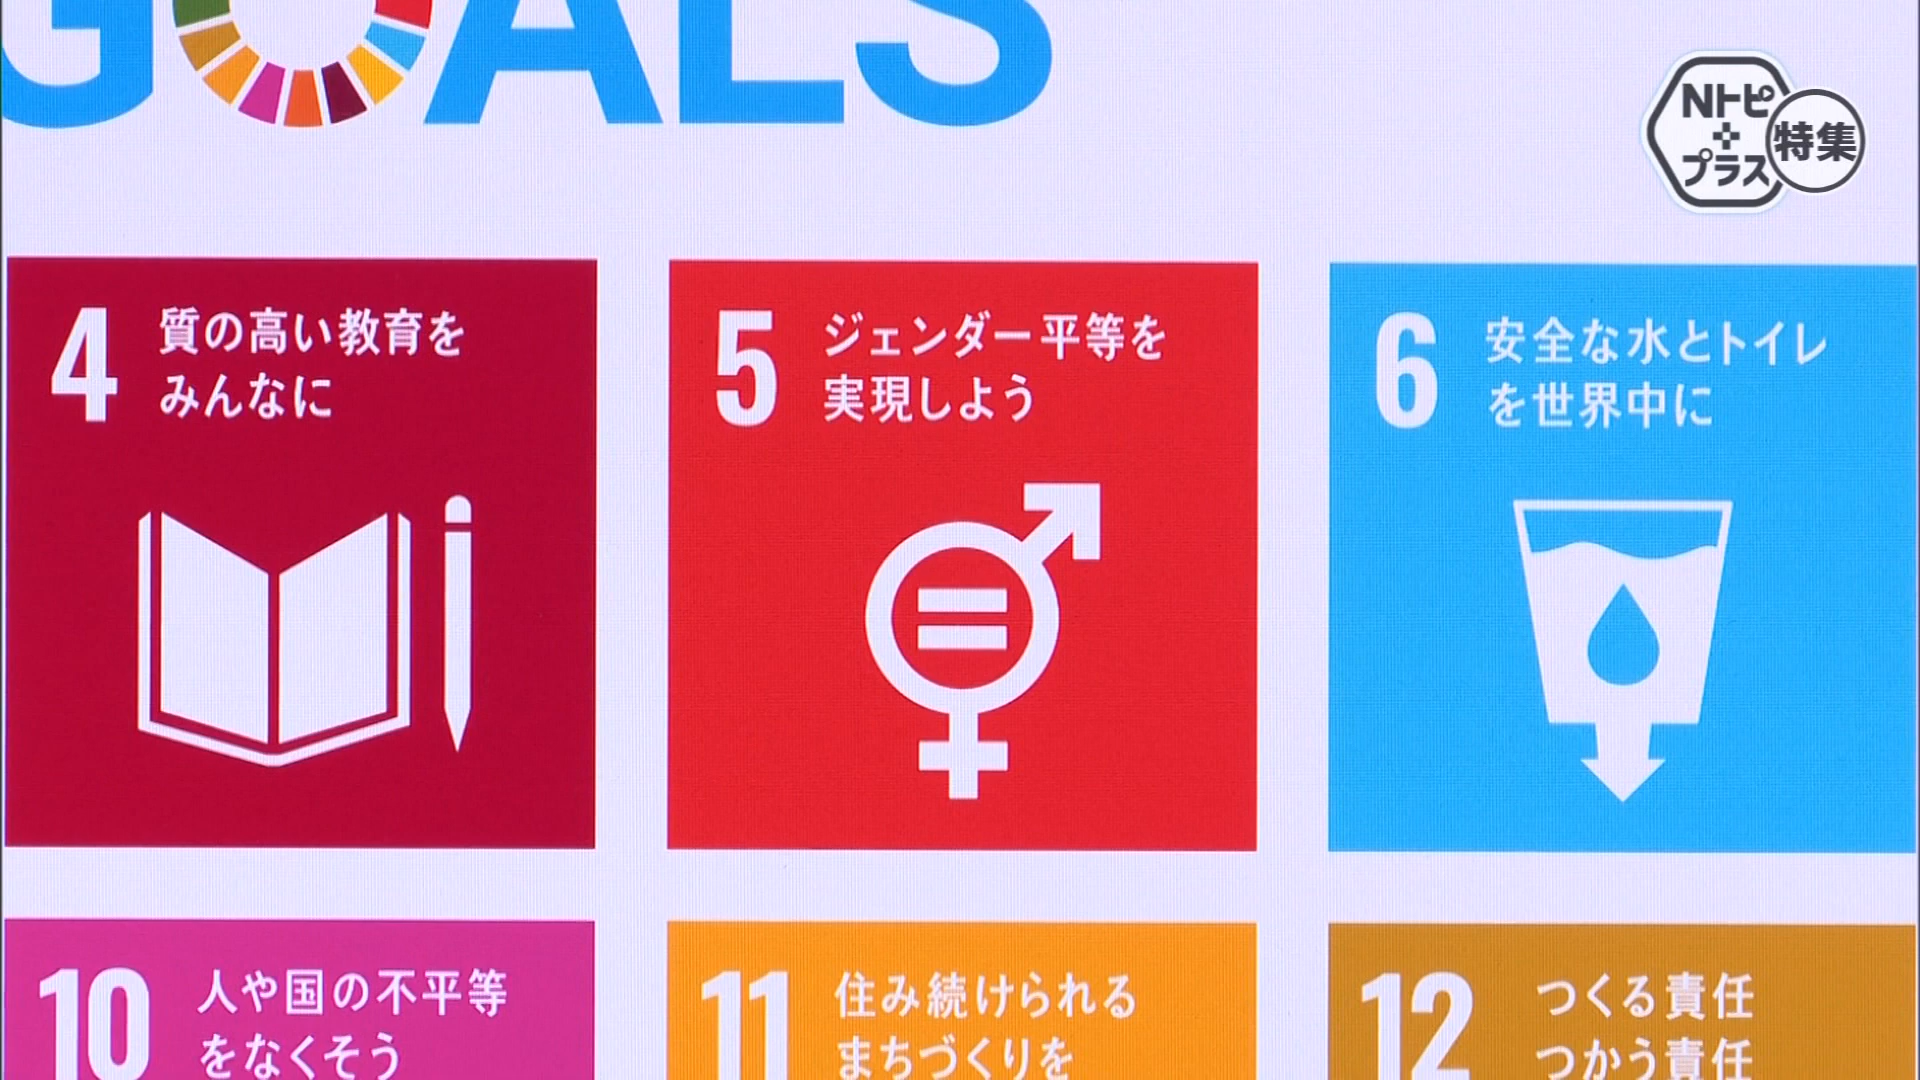 GOALS
Nトピ
+
プラス
特集
4 質の高い教育を
みんなに
5 ジェンダー平等を
実現しよう
6 安全な水とトイレ
を世界中に
10 人や国の不平等
をなくそう
11 住み続けられる
まちづくりを
12 つくる責任
つかう責任